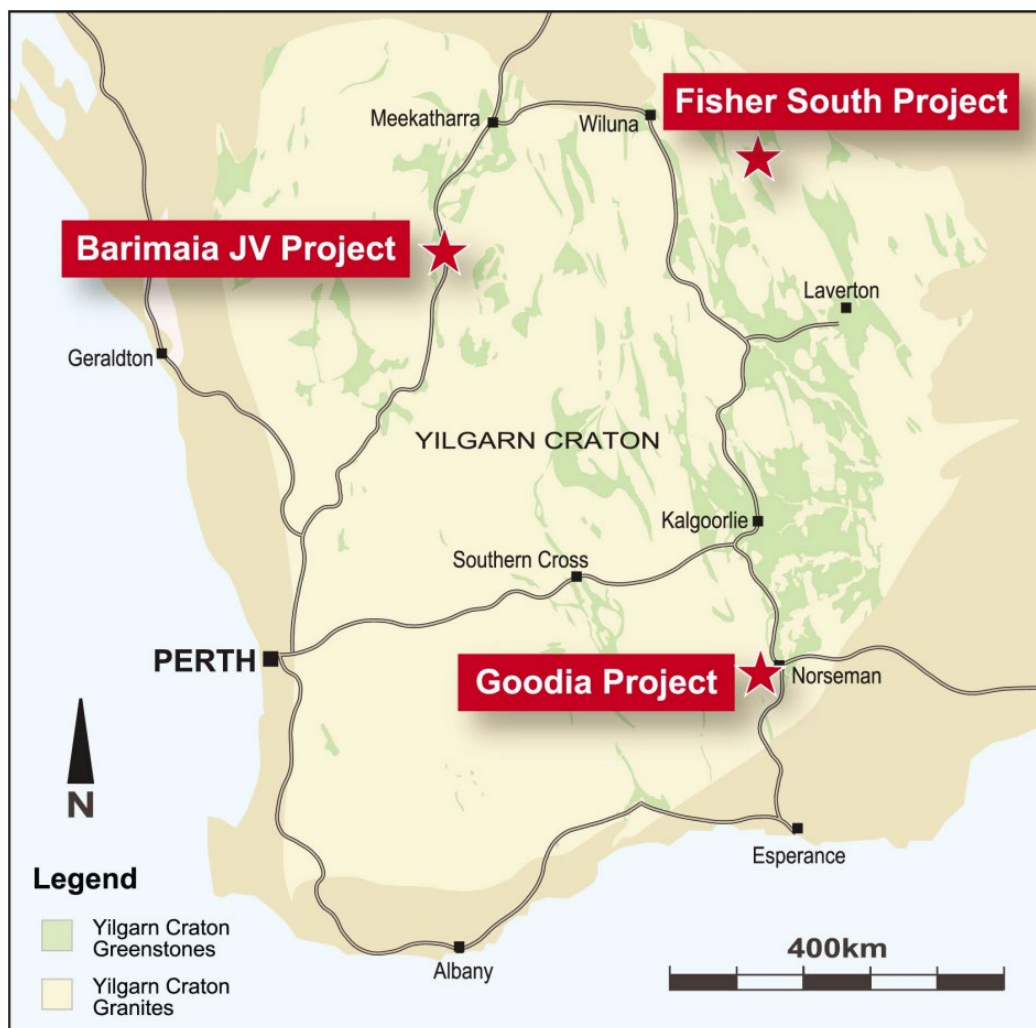 Fisher South Project
Meekatharra
Wiluna
Barimaia JV Project
Laverton
Geraldton
YILGARN CRATON
Kalgoorlie
Southern Cross
PERTH
Goodia Project
Norseman
N
Esperance
Legend
Yilgarn Craton
Greenstones
Yilgarn Craton
Granites
Albany
400km